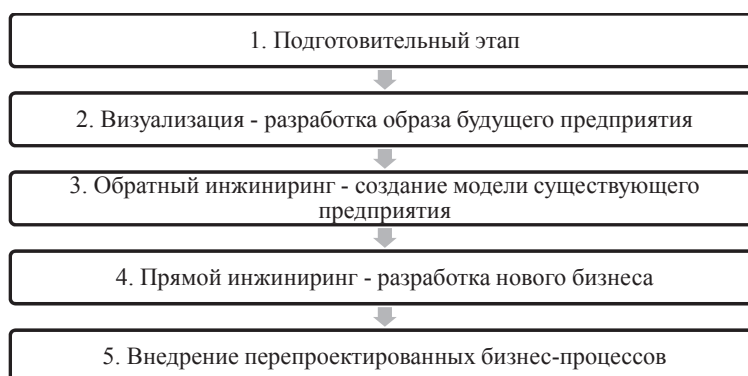 1. Подготовительный этап
2. Визуализация - разработка образа будущего предприятия
3. Обратный инжиниринг - создание модели существующего
предприятия
4. Прямой инжиниринг - разработка нового бизнеса
5. Внедрение перепроектированных бизнес-процессов